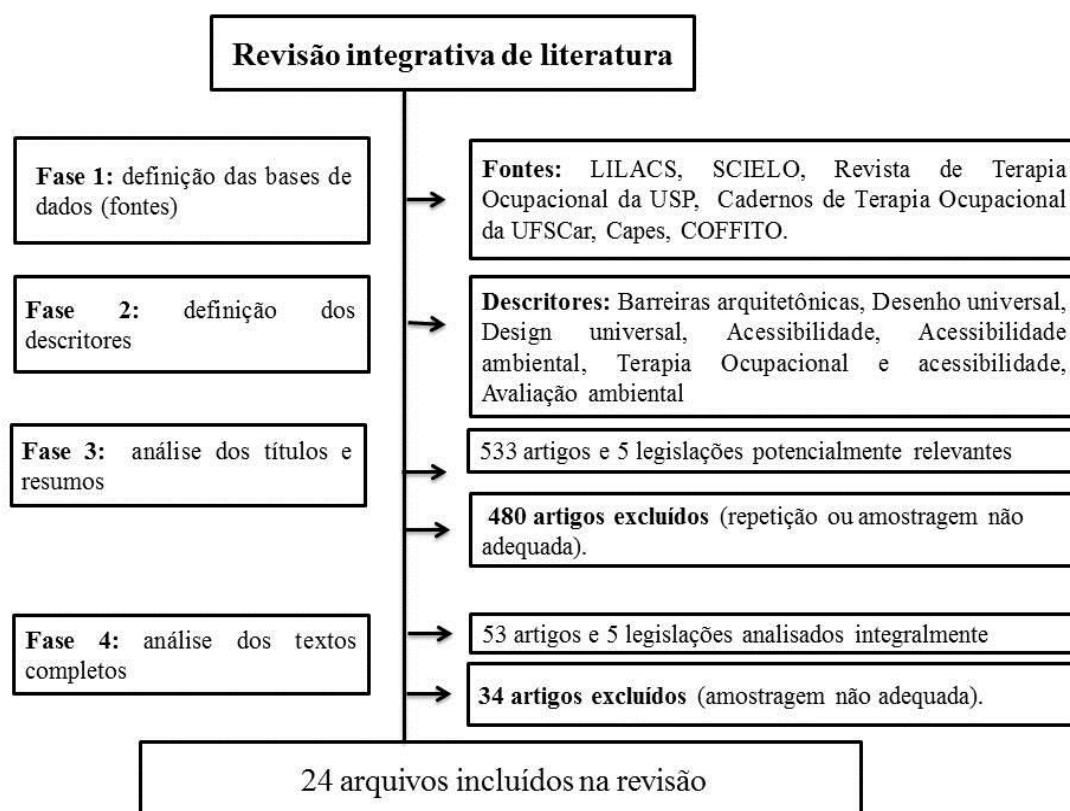 Revisão integrativa de literatura
Fase 1: definição das bases de
dados (fontes)
Fontes: LILACS, SCIELO, Revista de Terapia
Ocupacional da USP, Cadernos de Terapia Ocupacional
da UFSCar, Capes, COFFITO.
Fase 2: definição dos
descritores
Descritores: Barreiras arquitetônicas, Desenho universal,
Design universal, Acessibilidade, Acessibilidade
ambiental, Terapia Ocupacional e acessibilidade,
Avaliação ambiental
Fase 3: análise dos títulos e
resumos
533 artigos e 5 legislações potencialmente relevantes
480 artigos excluídos (repetição ou amostragem não
adequada).
Fase 4: análise dos textos
completos
53 artigos e 5 legislações analisados integralmente
34 artigos excluídos (amostragem não adequada).
24 arquivos incluídos na revisão